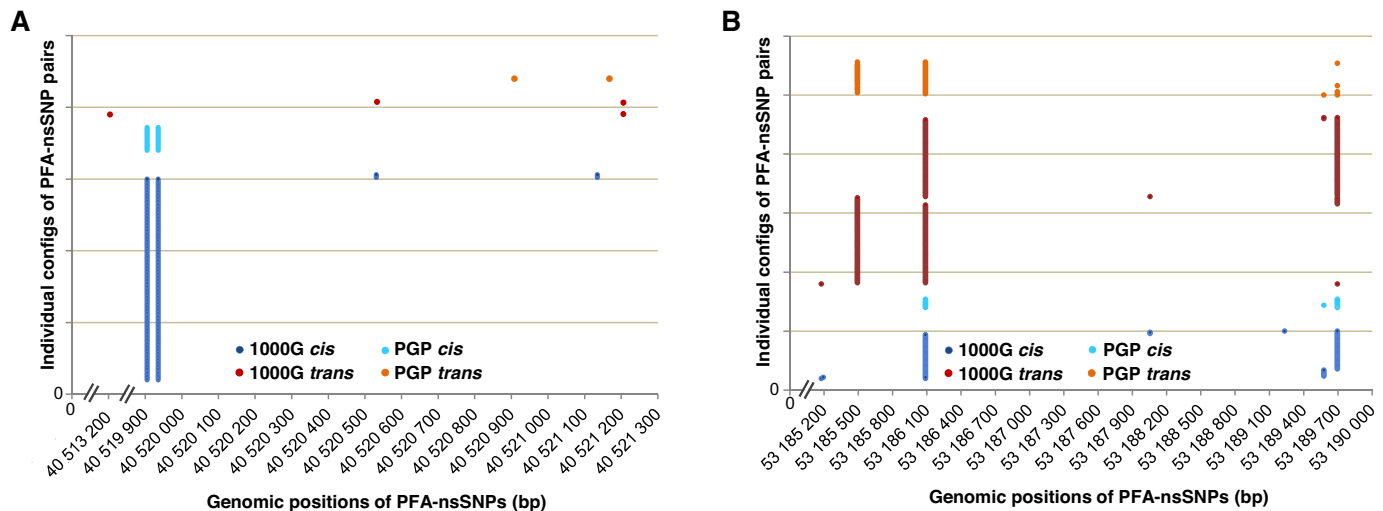 A
Individual configs of PFA-nsSNP pairs
0
1000G cis
PGP cis
1000G trans
PGP trans
0
40 513 200
40 519 900
40 520 000
40 520 100
40 520 200
40 520 300
40 520 400
40 520 500
40 520 600
40 520 700
40 520 800
40 520 900
40 521 000
40 521 100
40 521 200
40 521 300
Genomic positions of PFA-nsSNPs (bp)
B
Individual configs of PFA-nsSNP pairs
0
1000G cis
PGP cis
1000G trans
PGP trans
0
53 185 200
53 185 500
53 185 800
53 186 100
53 186 400
53 186 700
53 187 000
53 187 300
53 187 600
53 187 900
53 188 200
53 188 500
53 188 800
53 189 100
53 189 400
53 189 700
53 190 000
Genomic positions of PFA-nsSNPs (bp)